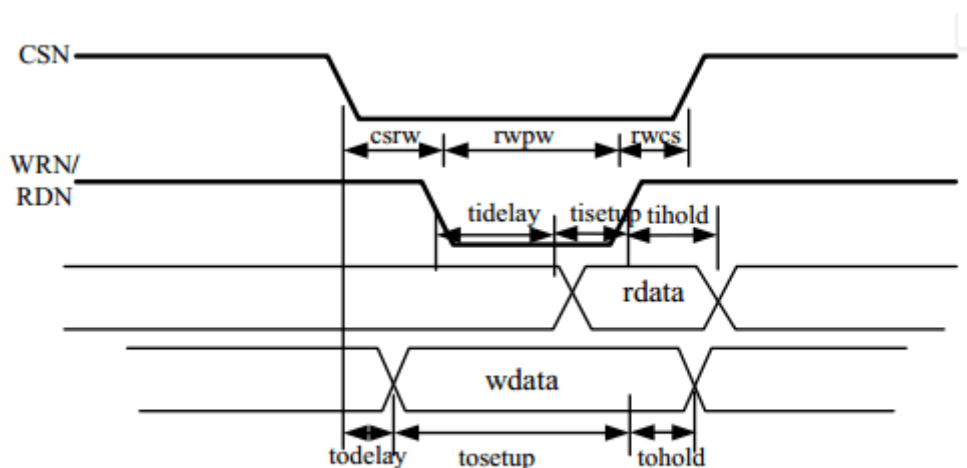 CSN
csrw rwpw rwcs
WRN/
RDN
tidelay tisetup tihold
rdata
wdata
todelay tosetup tohold